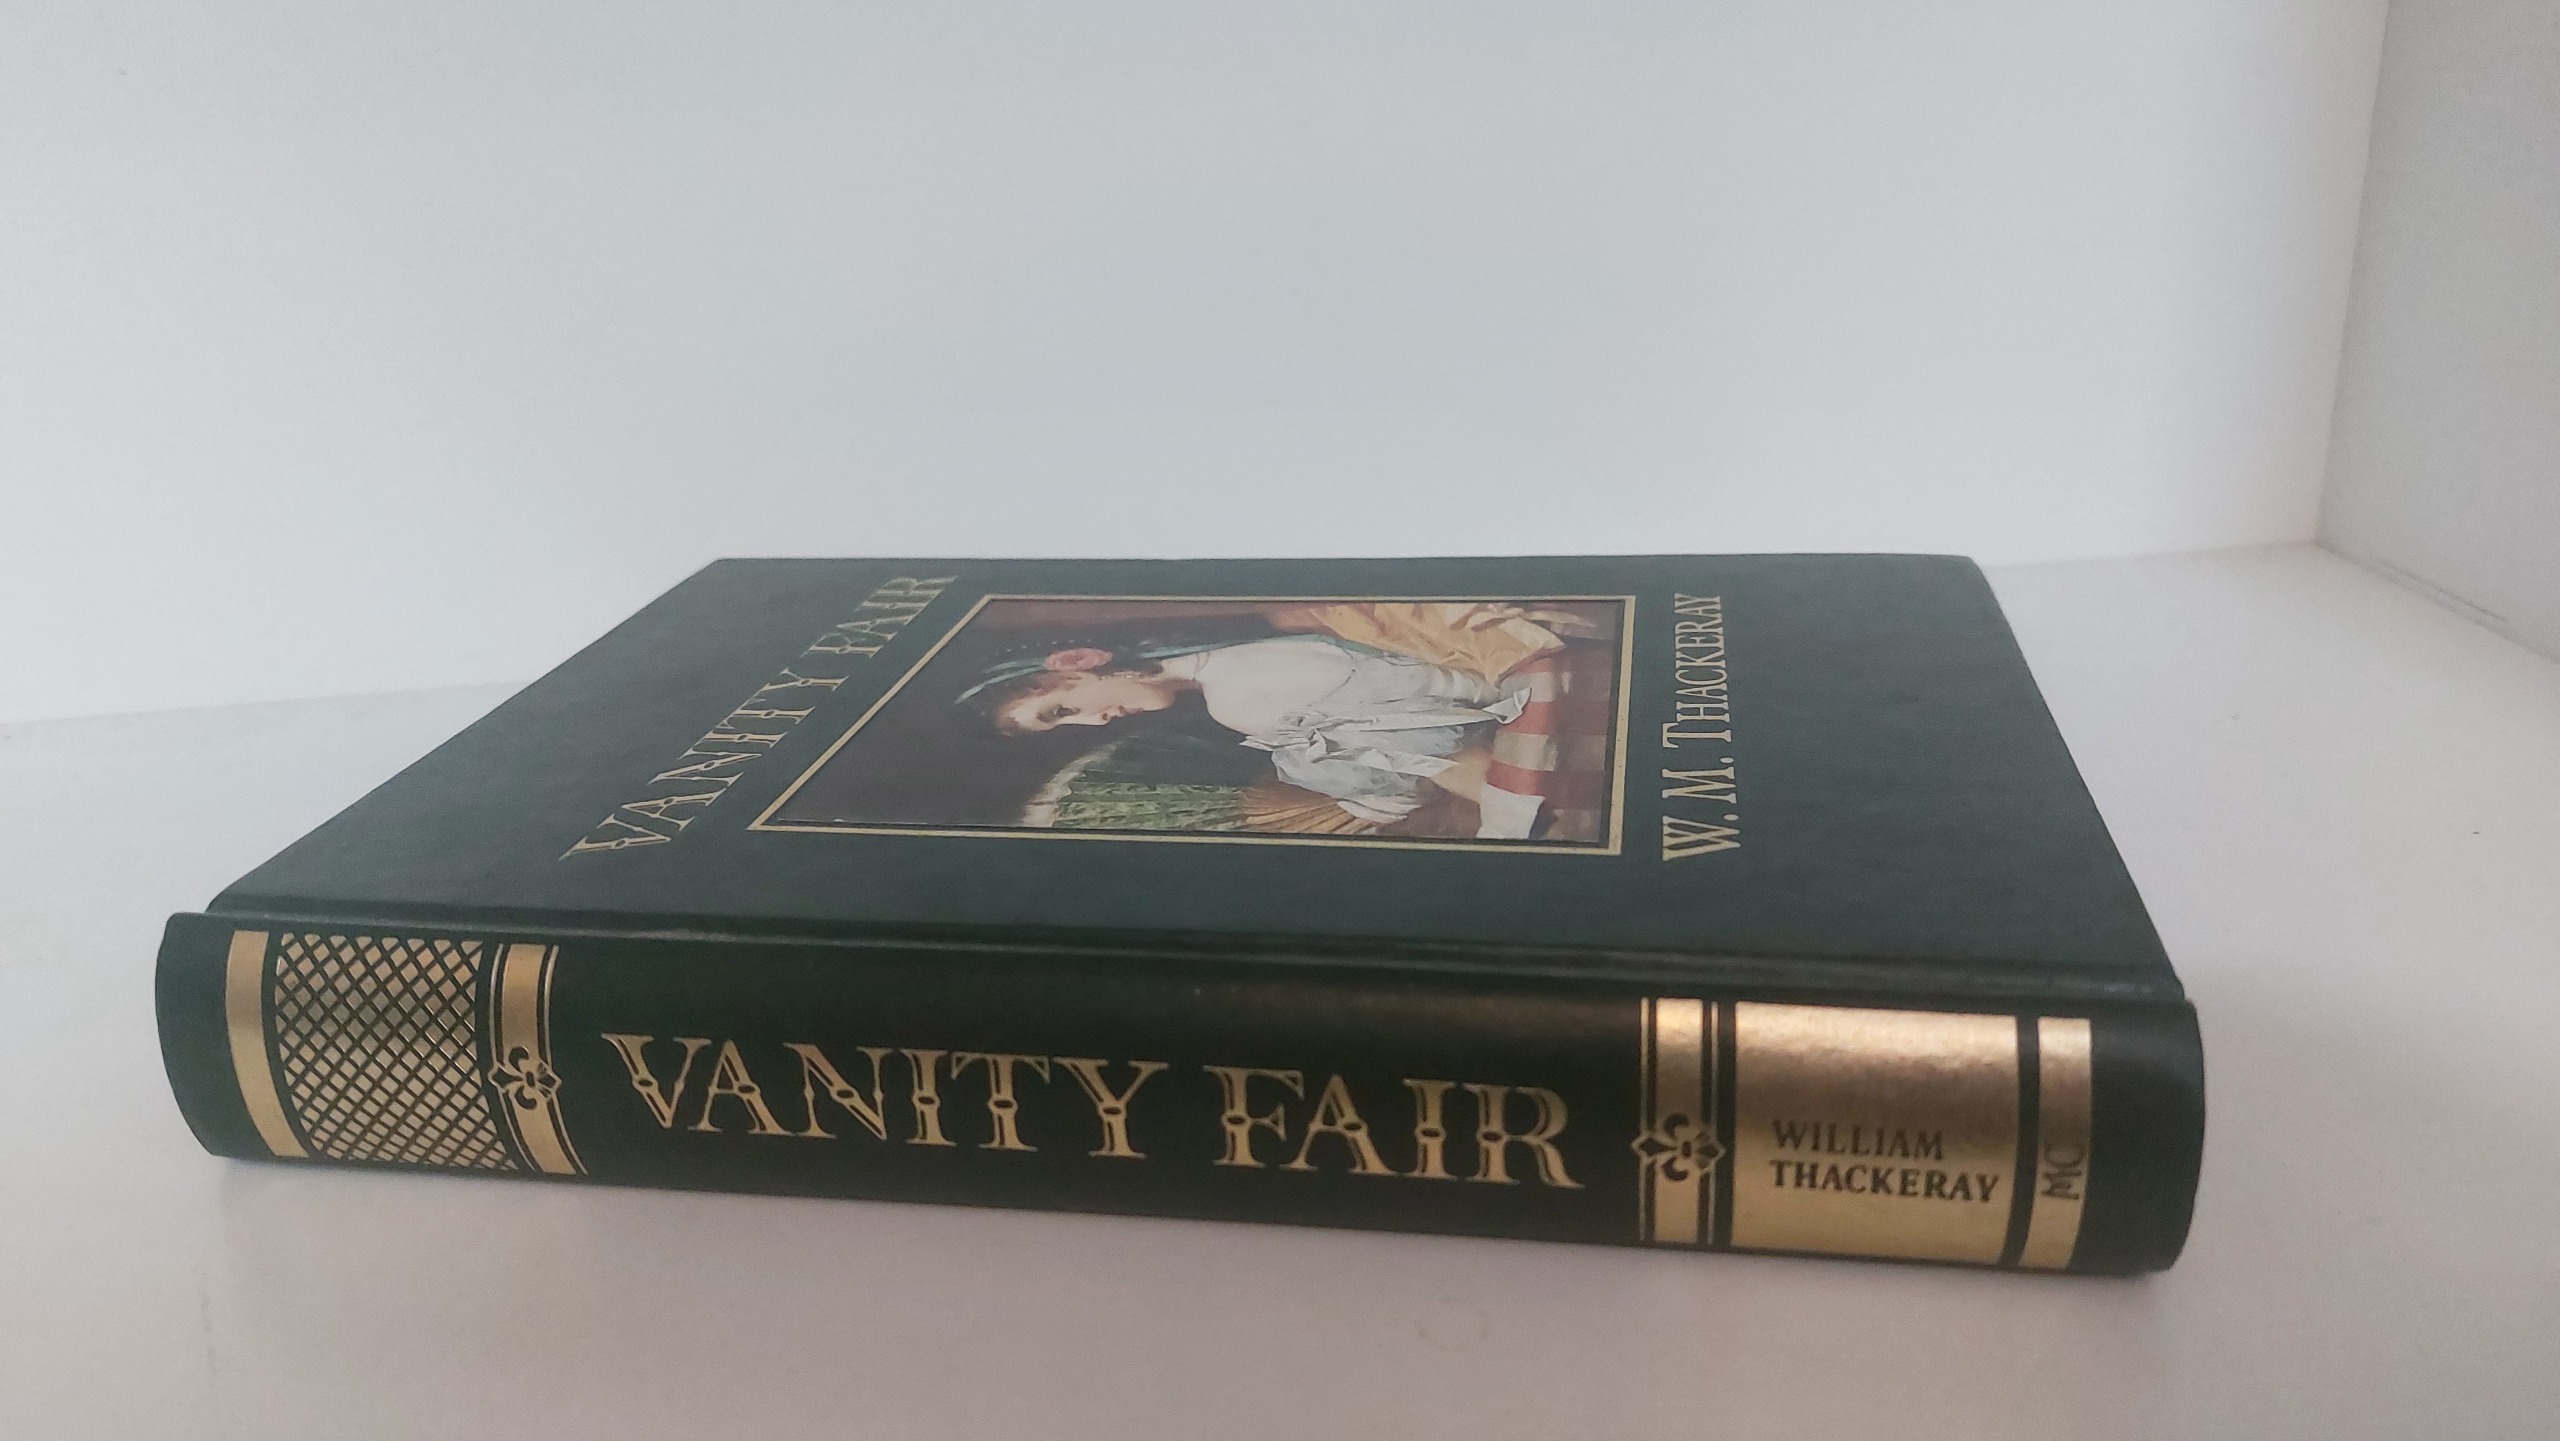 VANITY FAIR
W. M. THACKERAY
VANITY FAIR
WILLIAM
THACKERAY
MC